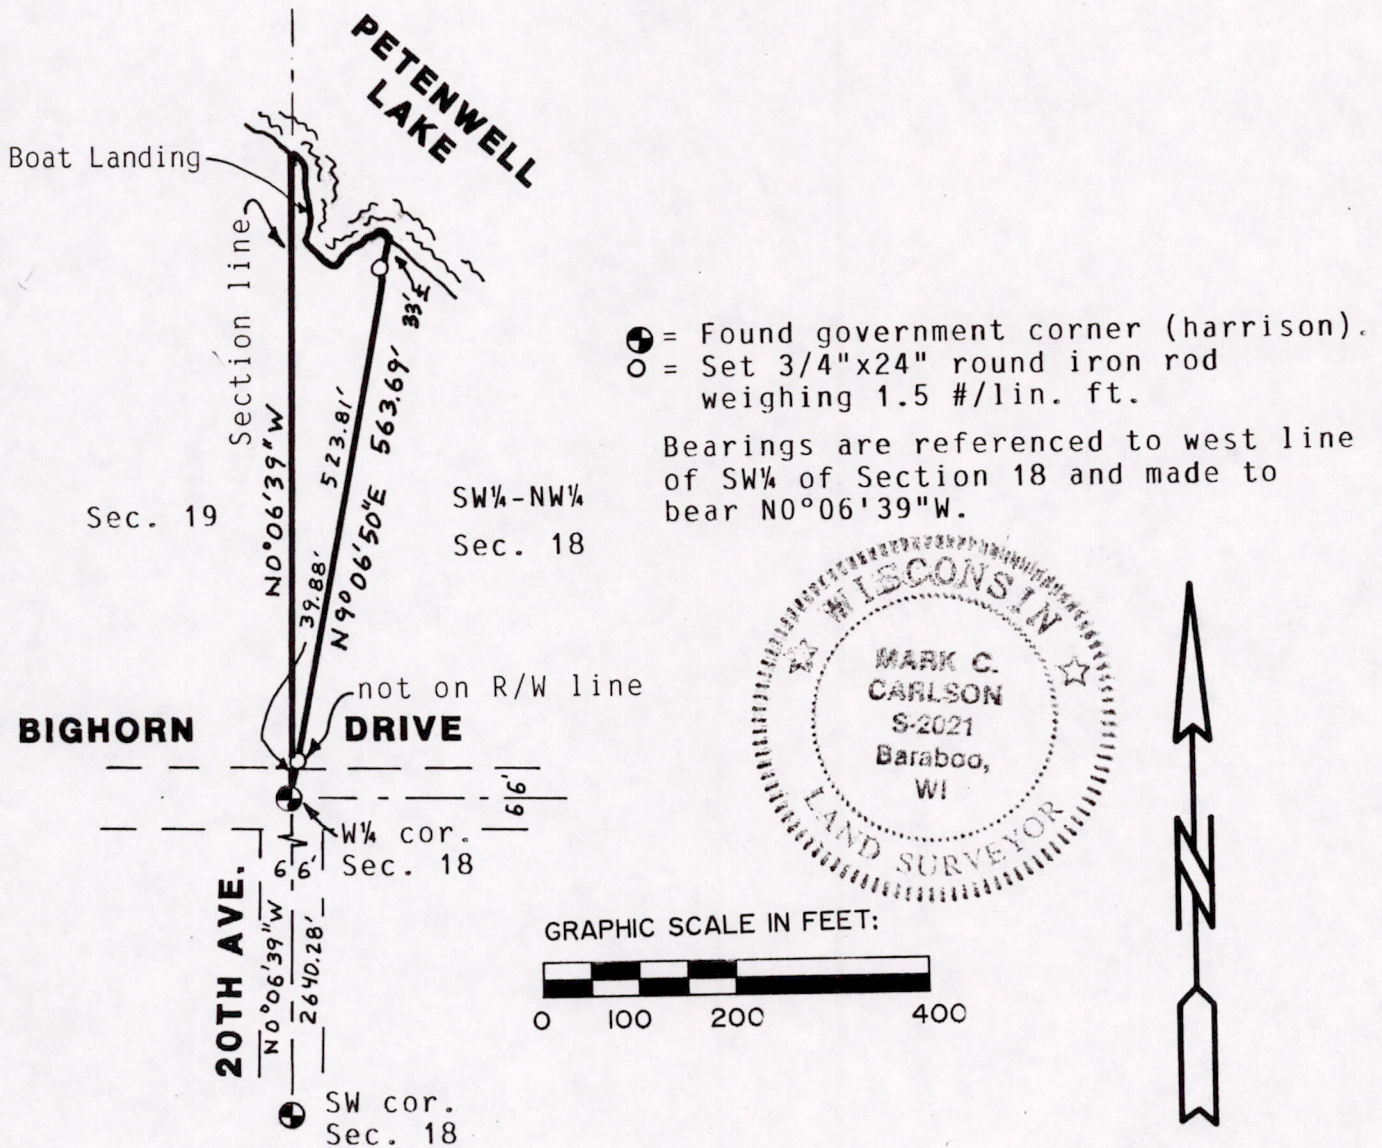 PETENWELL
LAKE
Boat Landing
Section line
N0°06'39"W
523.81'
N9°06'50"E 563.69' 33'±
39.88'
Sec. 19
SW¼-NW¼
Sec. 18
= Found government corner (harrison).
= Set 3/4"x24" round iron rod
weighing 1.5 #/lin. ft.
Bearings are referenced to west line
of SW¼ of Section 18 and made to
bear N0°06'39"W.
WISCONSIN
MARK C.
CARLSON
S-2021
Baraboo,
WI
LAND SURVEYOR
N
not on R/W line
BIGHORN DRIVE
66'
W¼ cor.
Sec. 18
66'
20TH AVE.
N0°06'39"W
2640.28'
GRAPHIC SCALE IN FEET:
0 100 200 400
SW cor.
Sec. 18